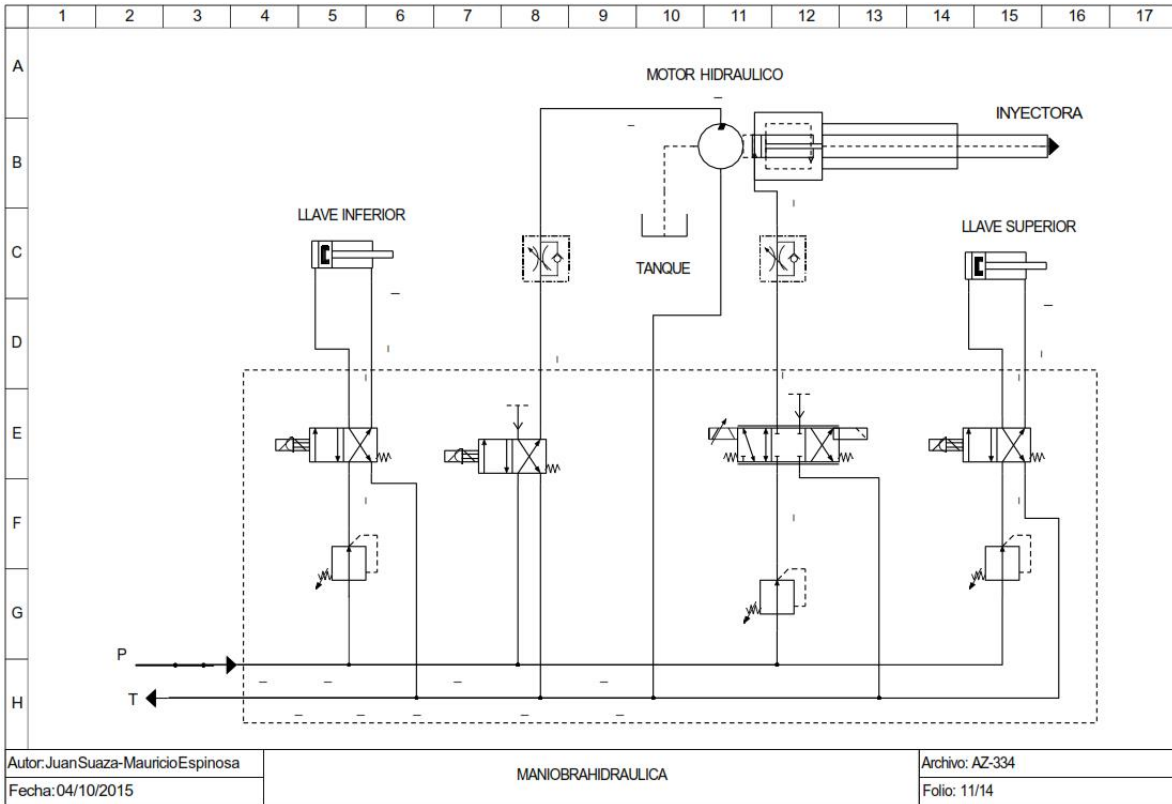 1 2 3 4 5 6 7 8 9 10 11 12 13 14 15 16 17
A
MOTOR HIDRAULICO
INYECTORA
B
LLAVE INFERIOR
LLAVE SUPERIOR
C
TANQUE
D
E
F
G
P
T
H
Autor:JuanSuaza-MauricioEspinosa
MANIOBRAHIDRAULICA
Archivo: AZ-334
Fecha:04/10/2015
Folio: 11/14